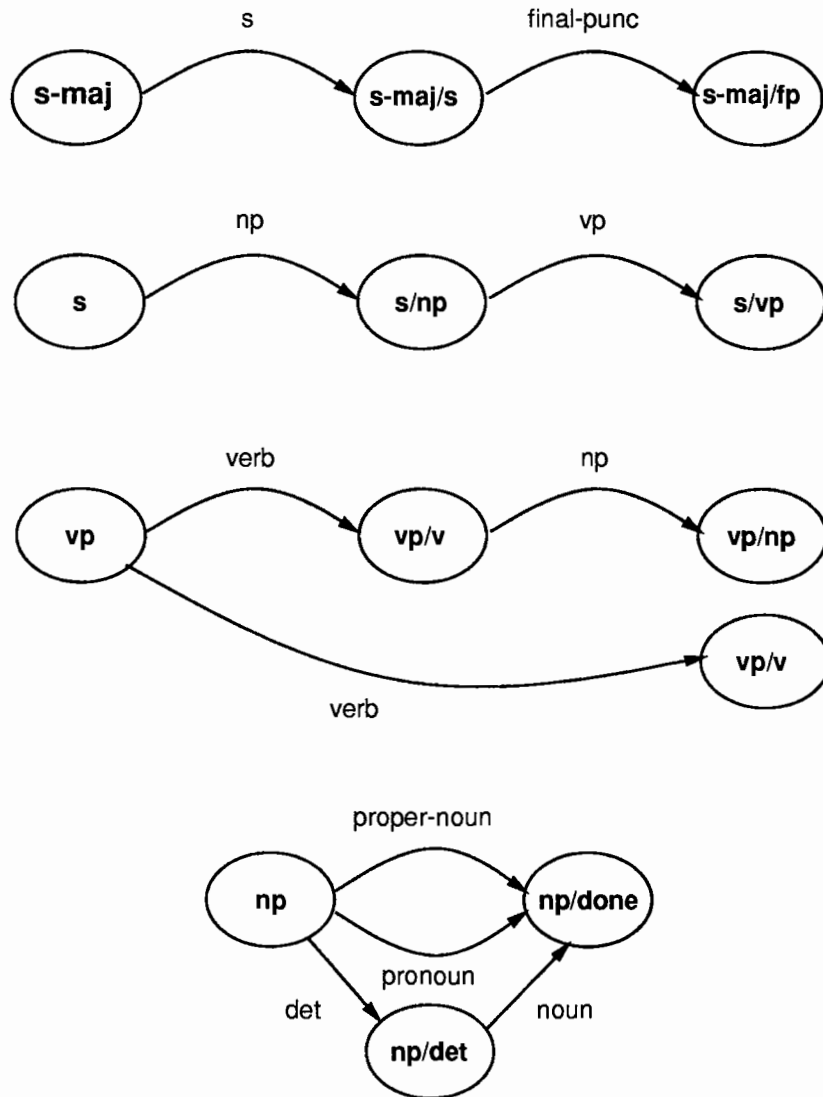 s final-punc
s-maj s-maj/s s-maj/fp
np vp
s s/np s/vp
verb np
vp vp/v vp/np
vp/v
verb
proper-noun
np np/done
pronoun
det noun
np/det